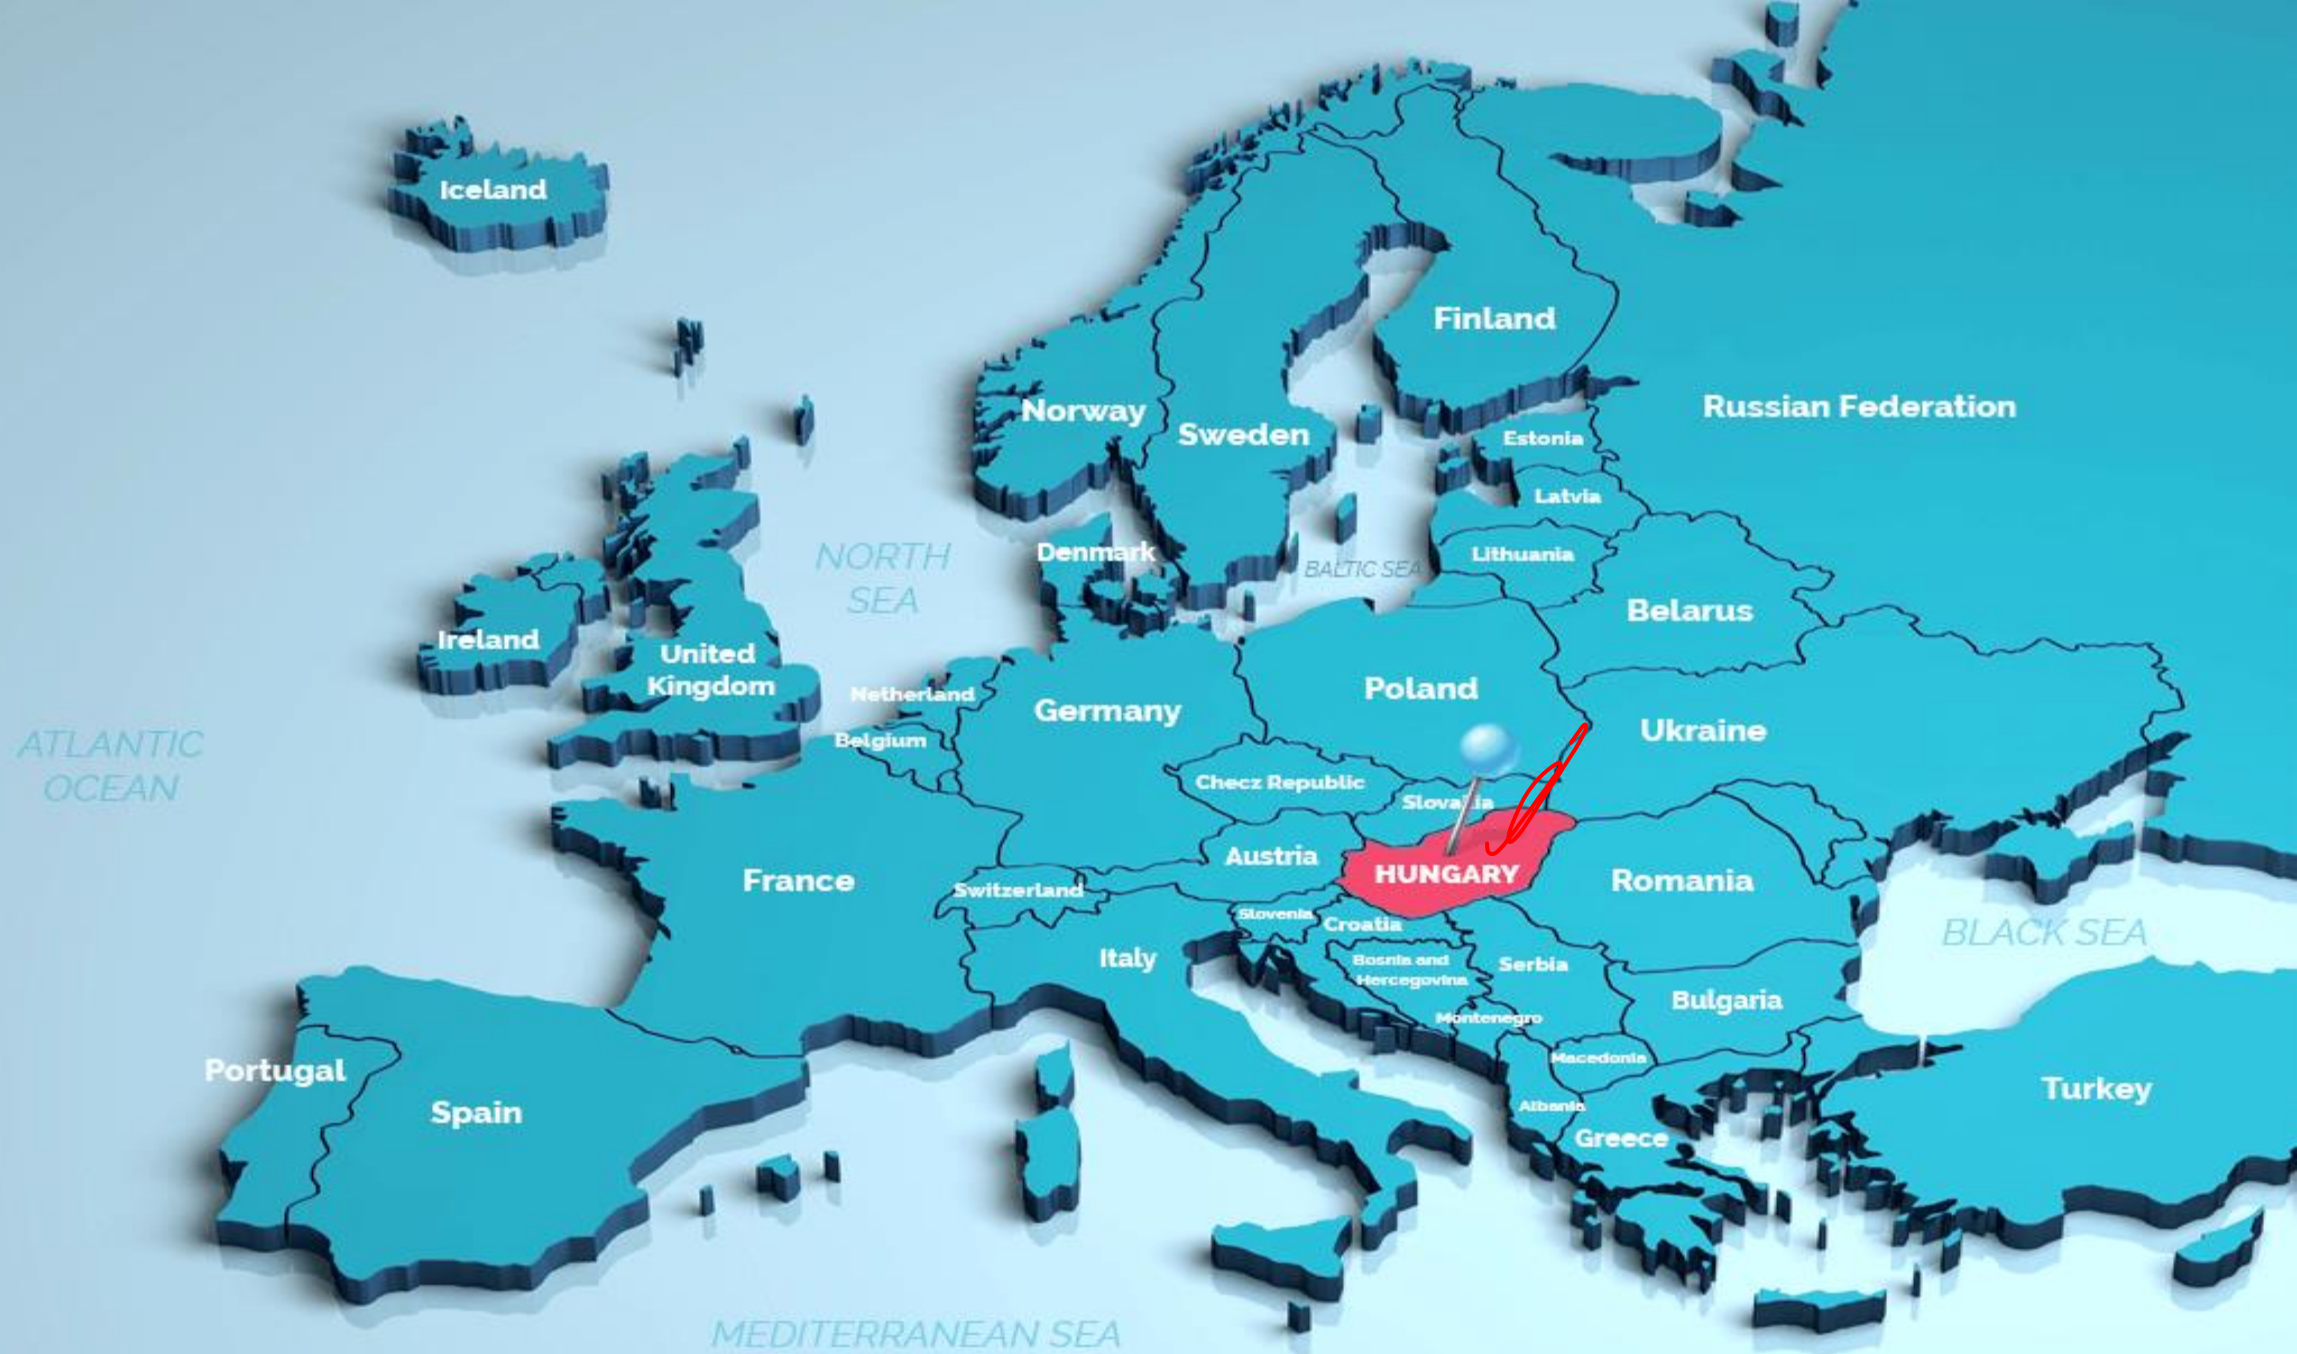 Iceland
Finland
Norway
Sweden
Russian Federation
Estonia
Latvia
NORTH
SEA
Denmark
BALTIC SEA
Lithuania
Belarus
Ireland
United
Kingdom
Netherland
Germany
Poland
Ukraine
ATLANTIC
OCEAN
Belgium
Checz Republic
Slovakia
France
Switzerland
Austria
HUNGARY
Romania
Slovenia
Croatia
BLACK SEA
Italy
Bosnia and
Hercegovina
Serbia
Bulgaria
Montenegro
Macedonia
Portugal
Spain
Albania
Greece
Turkey
MEDITERRANEAN SEA